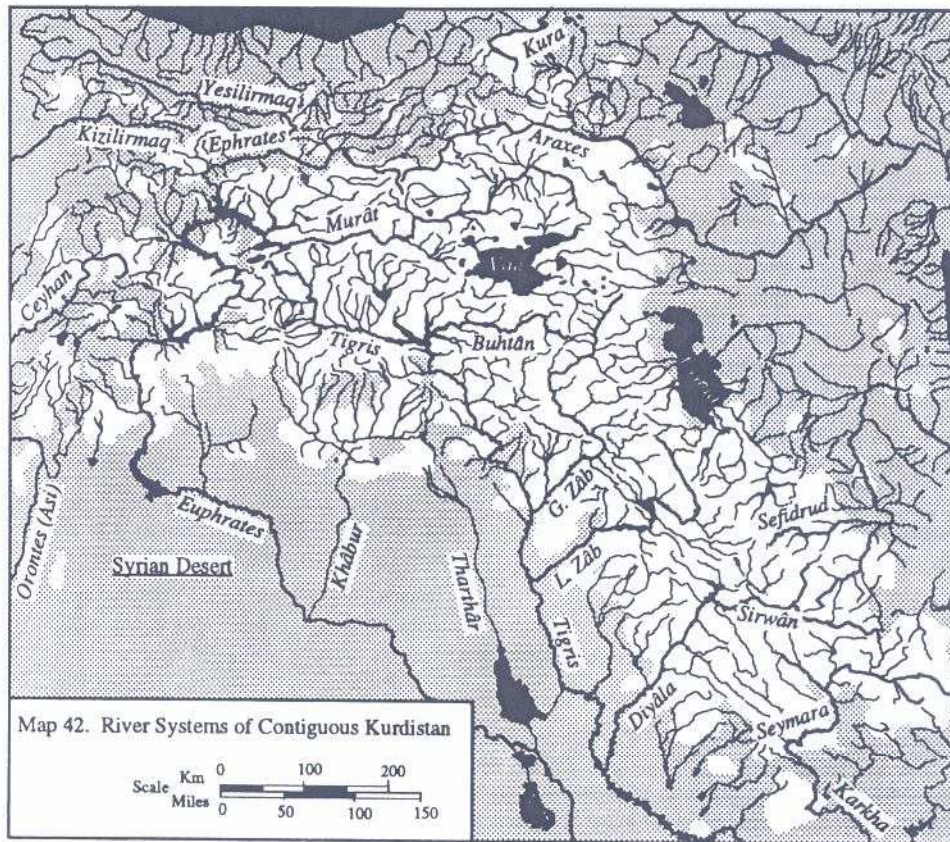 Kura
Yesilirmaq
Kizilirmaq
Ephrates
Araxes
Murât
Van
Ceyhan
Tigris
Buhtân
Orontes (Asi)
Euphrates
Khâbur
G. Zâb
Sefidrud
Syrian Desert
L. Zâb
Tharthâr
Tigris
Sirwân
Diyâla
Seymara
Karkha
Map 42. River Systems of Contiguous Kurdistan
Scale
Km 0 100 200
Miles 0 50 100 150